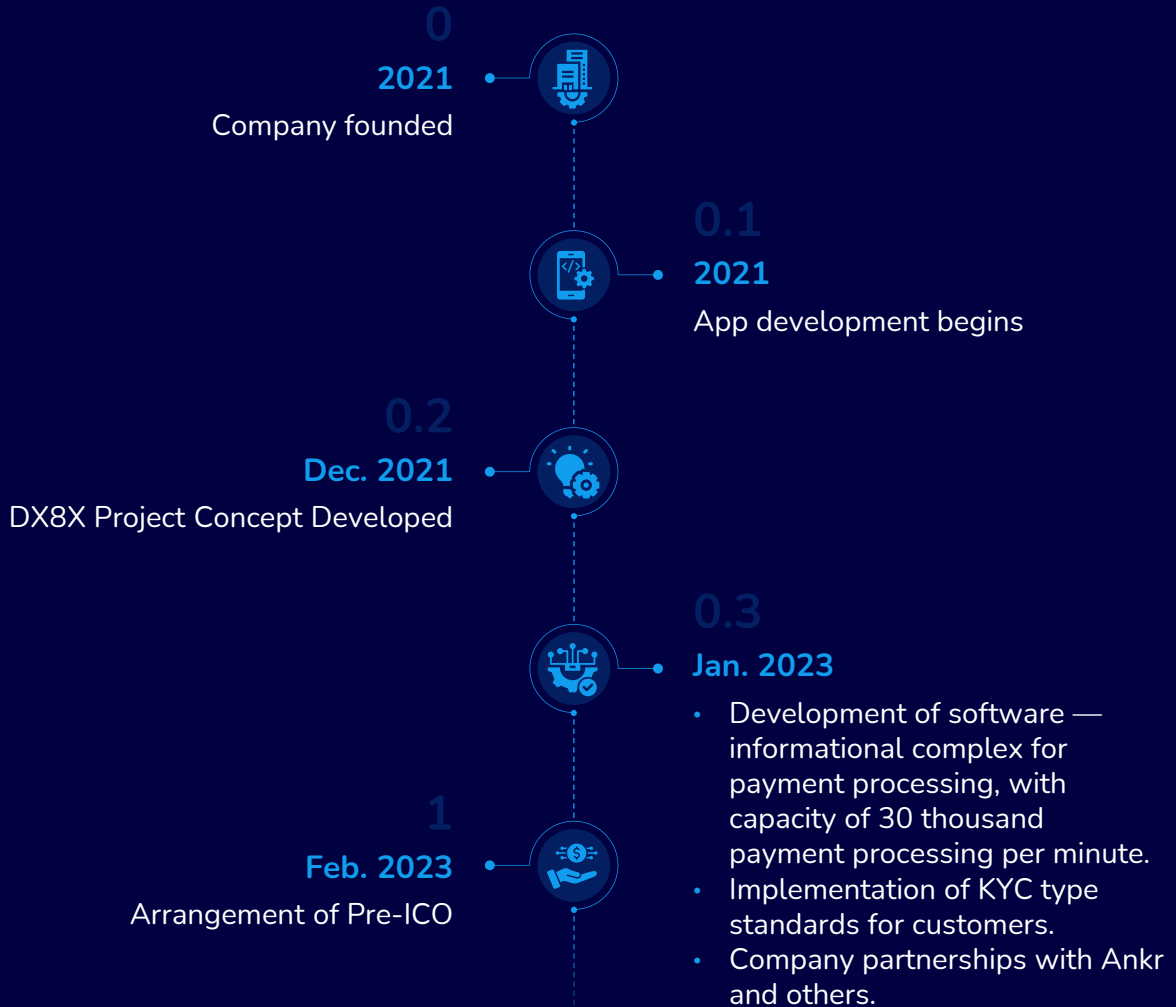 0
2021
Company founded
0.1
2021
App development begins
0.2
Dec. 2021
DX8X Project Concept Developed
0.3
Jan. 2023
• Development of software —
informational complex for
payment processing, with
capacity of 30 thousand
payment processing per minute.
• Implementation of KYC type
standards for customers.
• Company partnerships with Ankr
and others.
1
Feb. 2023
Arrangement of Pre-ICO